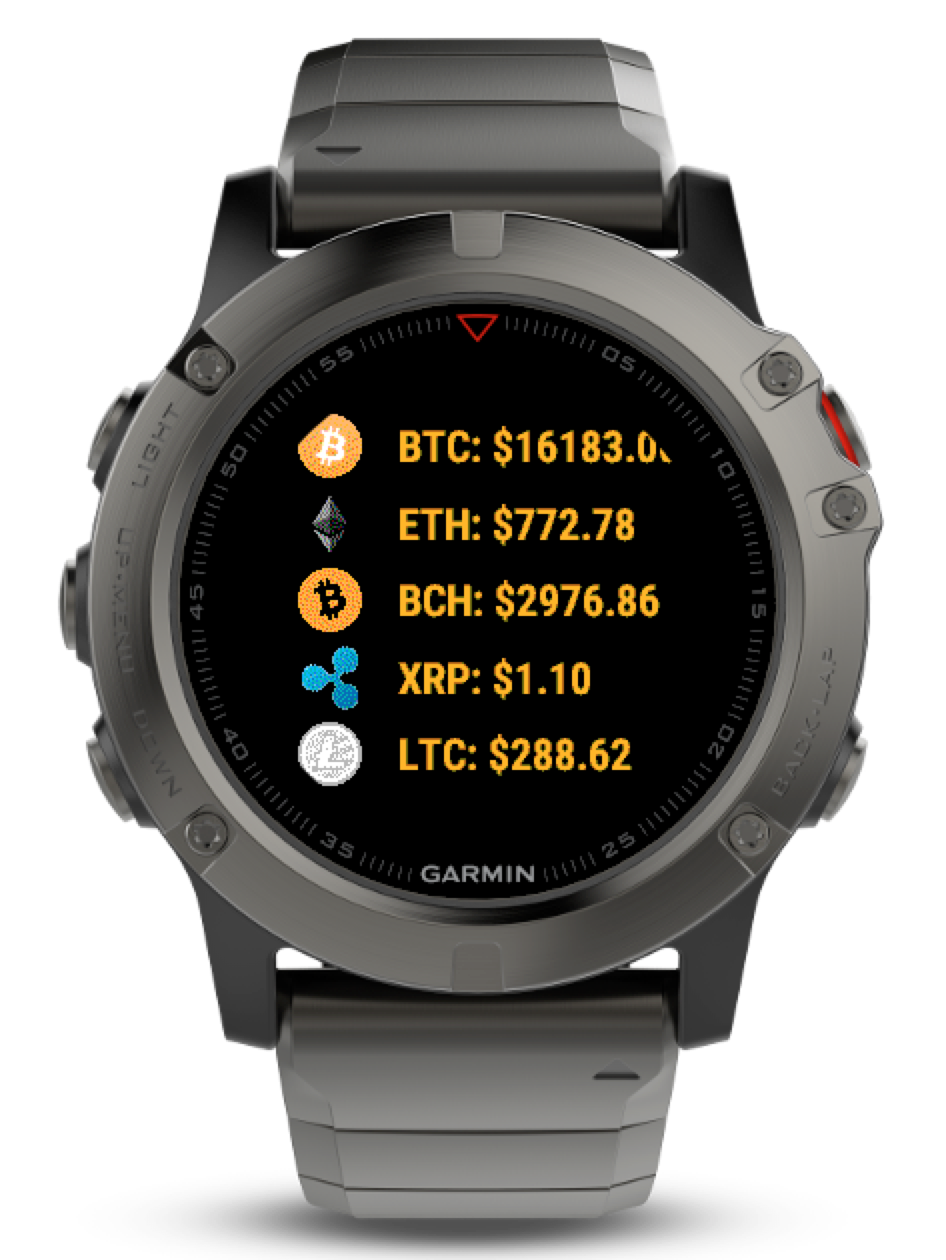 55
05
50
10
45
15
40
20
35
25
LIGHT
UP·MENU
DOWN
BACK·LAP
BTC: $16183.0
ETH: $772.78
BCH: $2976.86
XRP: $1.10
LTC: $288.62
GARMIN